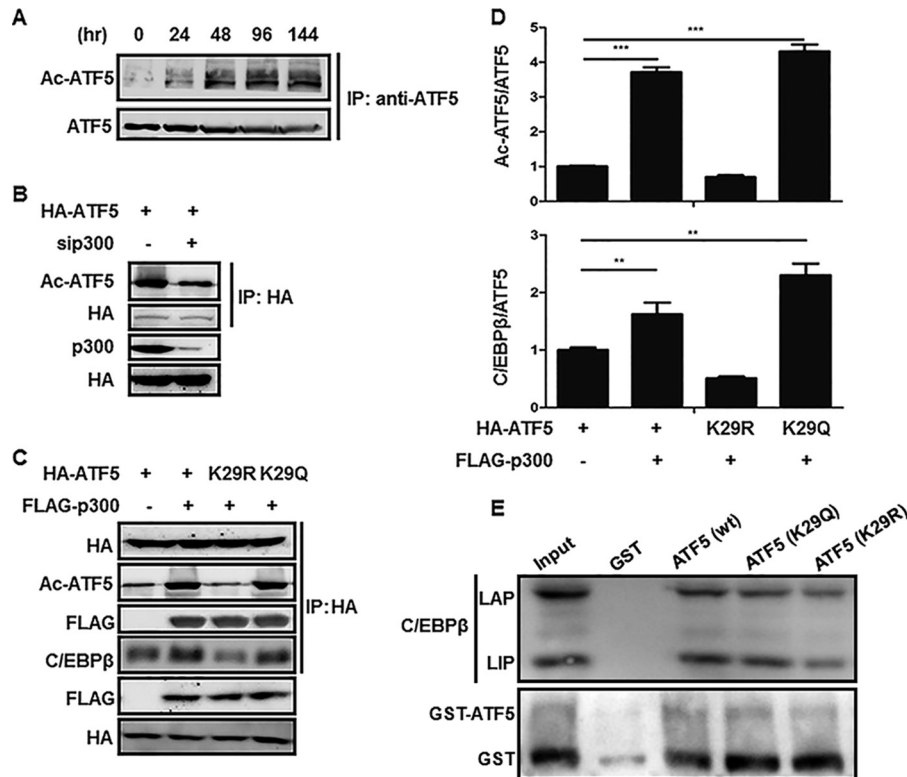 A
(hr) 0 24 48 96 144
Ac-ATF5
ATF5
IP: anti-ATF5
B
HA-ATF5 + +
sip300 - +
Ac-ATF5
HA
IP: HA
p300
HA
C
HA-ATF5 + + K29R K29Q
FLAG-p300 - + + +
HA
Ac-ATF5
FLAG
C/EBPβ
IP:HA
FLAG
HA
D
Ac-ATF5/ATF5
5
4
3
2
1
0
***
***
C/EBPβ/ATF5
3
2
1
0
**
**
HA-ATF5 + + K29R K29Q
FLAG-p300 - + + +
E
Input GST ATF5 (wt) ATF5 (K29Q) ATF5 (K29R)
C/EBPβ
LAP
LIP
GST-ATF5
GST